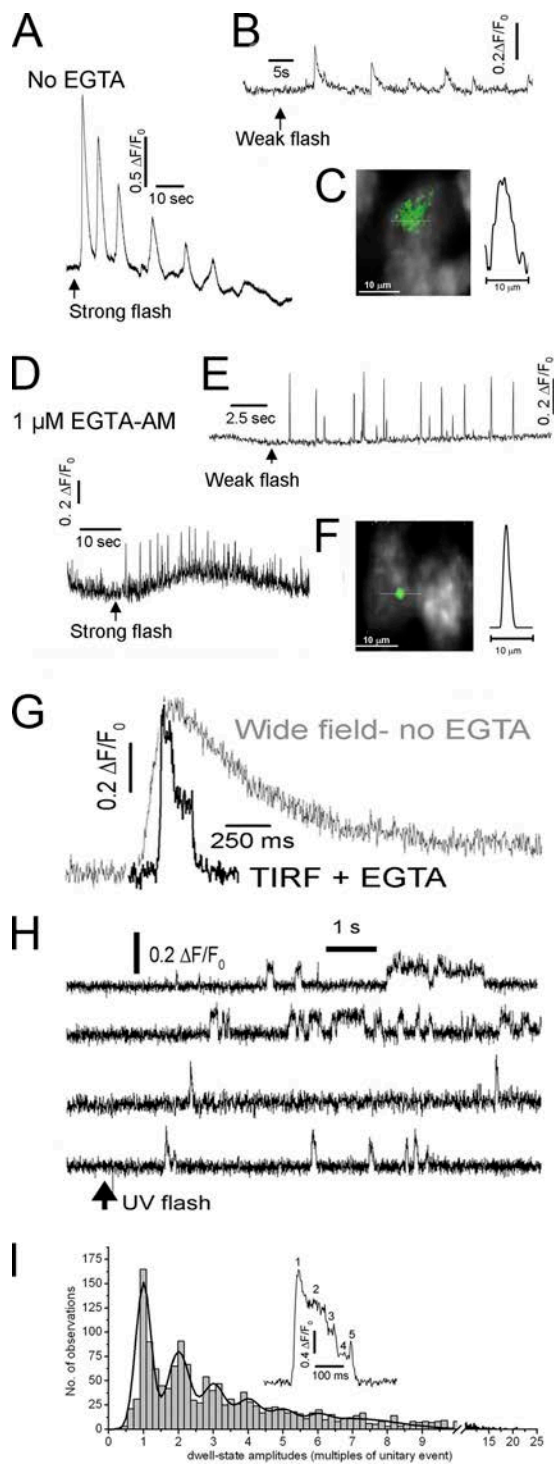 A
No EGTA
0.5 ΔF/F0
10 sec
Strong flash
B
5s
0.2ΔF/F0
Weak flash
C
10 μm
10 μm
D
1 μM EGTA-AM
0. 2 ΔF/F0
10 sec
Strong flash
E
2.5 sec
0. 2 ΔF/F0
Weak flash
F
10 μm
10 μm
G
0.2 ΔF/F0
Wide field- no EGTA
250 ms
TIRF + EGTA
H
0.2 ΔF/F0
1 s
UV flash
I
No. of observations
175
150
125
100
75
50
25
0
1
2
3
4
5
0.4 ΔF/F0
100 ms
1 2 3 4 5 6 7 8 9 15 20 25
dwell-state amplitudes (multiples of unitary event)